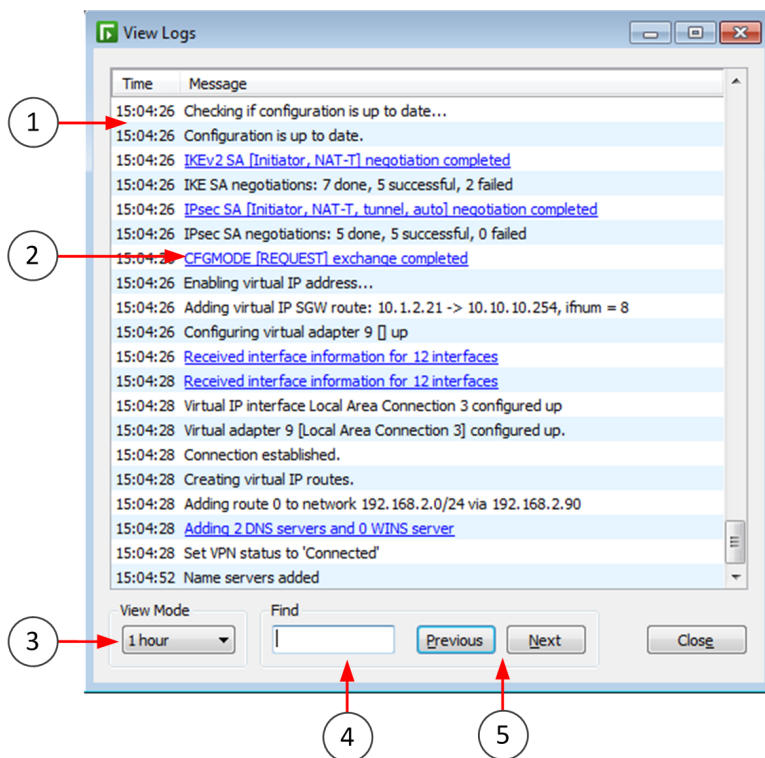 View Logs
Time Message
15:04:26 Checking if configuration is up to date...
1
15:04:26 Configuration is up to date.
15:04:26 IKEv2 SA [Initiator, NAT-T] negotiation completed
15:04:26 IKE SA negotiations: 7 done, 5 successful, 2 failed
15:04:26 IPsec SA [Initiator, NAT-T, tunnel, auto] negotiation completed
15:04:26 IPsec SA negotiations: 5 done, 5 successful, 0 failed
2
15:04:26 CFGMODE [REQUEST] exchange completed
15:04:26 Enabling virtual IP address...
15:04:26 Adding virtual IP SGW route: 10.1.2.21 -> 10.10.10.254, ifnum = 8
15:04:26 Configuring virtual adapter 9 [] up
15:04:26 Received interface information for 12 interfaces
15:04:28 Received interface information for 12 interfaces
15:04:28 Virtual IP interface Local Area Connection 3 configured up
15:04:28 Virtual adapter 9 [Local Area Connection 3] configured up.
15:04:28 Connection established.
15:04:28 Creating virtual IP routes.
15:04:28 Adding route 0 to network 192.168.2.0/24 via 192.168.2.90
15:04:28 Adding 2 DNS servers and 0 WINS server
15:04:28 Set VPN status to 'Connected'
15:04:52 Name servers added
View Mode Find
3 1 hour Previous Next Close
4 5